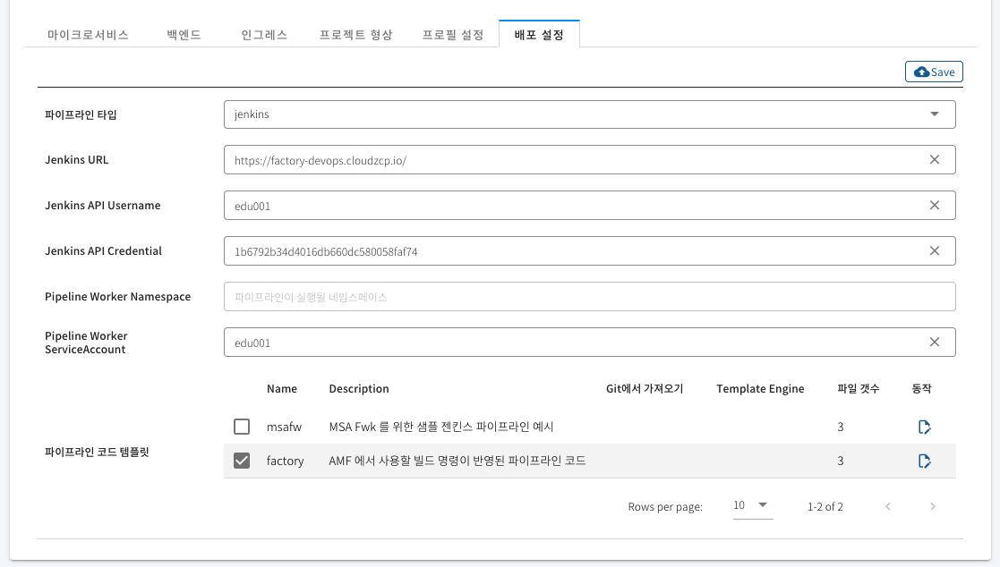 마이크로서비스 백엔드 인그레스 프로젝트 형상 프로필 설정 배포 설정
Save
파이프라인 타입 jenkins
Jenkins URL https://factory-devops.cloudzcp.io/
Jenkins API Username edu001
Jenkins API Credential 1b6792b34d4016db660dc580058faf74
Pipeline Worker Namespace 파이프라인이 실행될 네임스페이스
Pipeline Worker
ServiceAccount
edu001
Name Description Git에서 가져오기 Template Engine 파일 갯수 동작
msafw MSA Fwk 를 위한 샘플 젠킨스 파이프라인 예시 3
파이프라인 코드 템플릿
factory AMF 에서 사용할 빌드 명령이 반영된 파이프라인 코드 3
Rows per page: 10 1-2 of 2